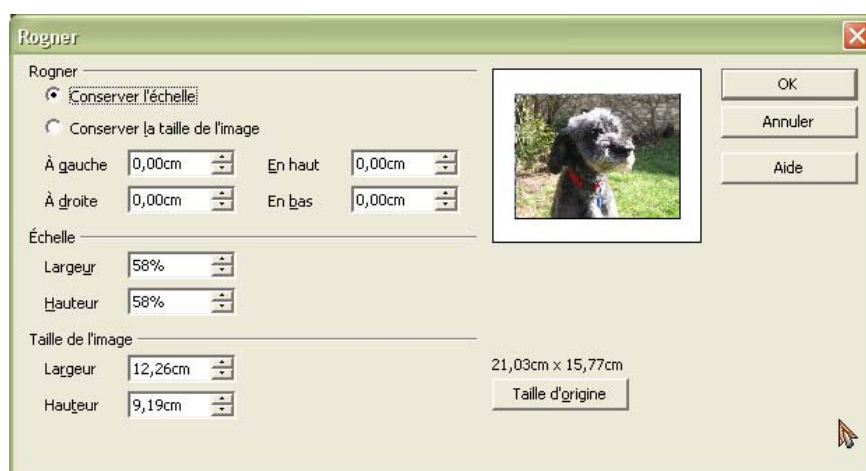 Rogner
Rogner
Conserver l'échelle
Conserver la taille de l'image
À gauche 0,00cm En haut 0,00cm
À droite 0,00cm En bas 0,00cm
Échelle
Largeur 58%
Hauteur 58%
Taille de l'image
Largeur 12,26cm
Hauteur 9,19cm
21,03cm x 15,77cm
Taille d'origine
OK
Annuler
Aide